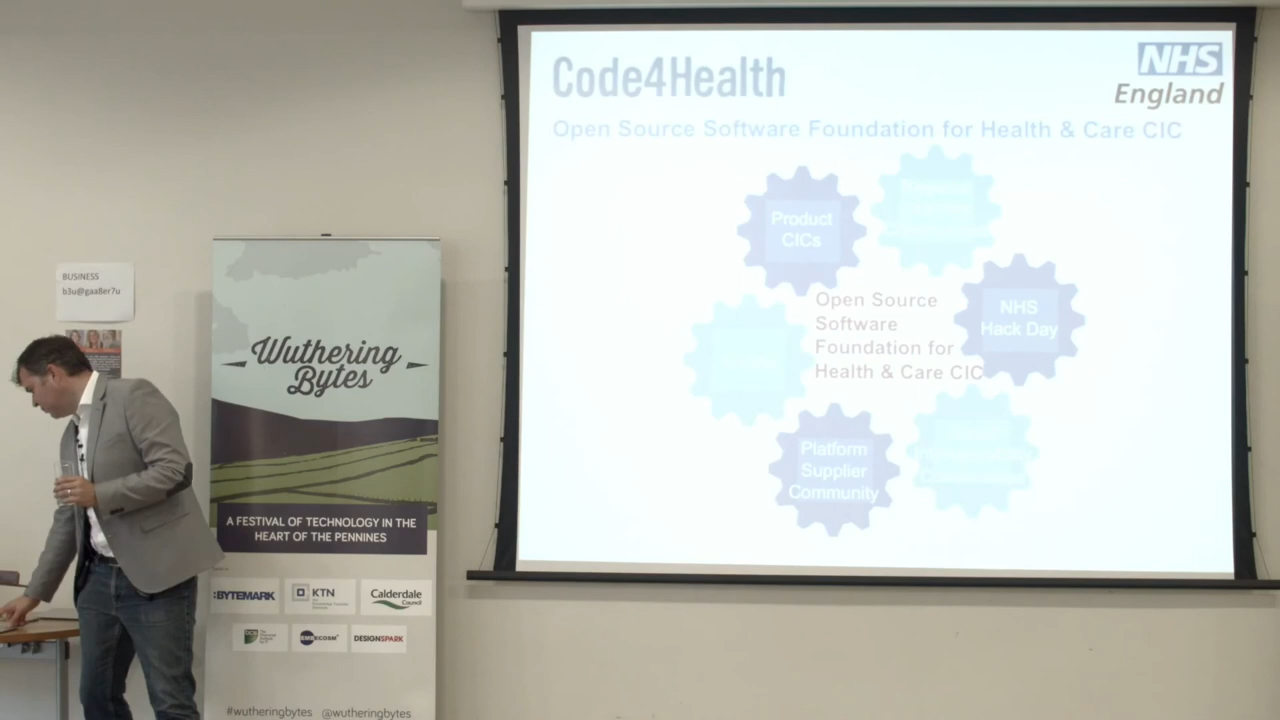 BUSINESS
b3u@gaa8er7u
Wuthering
Bytes
A FESTIVAL OF TECHNOLOGY IN THE
HEART OF THE PENNINES
:BYTEMARK
KTN
Calderdale
Council
DESIGNSPARK
#wutheringbytes @wutheringbytes
Code4Health
NHS
England
Open Source Software Foundation for Health & Care CIC
Product
CICs
NHS
Hack Day
Open Source
Software
Foundation for
Health & Care CIC
Platform
Supplier
Community